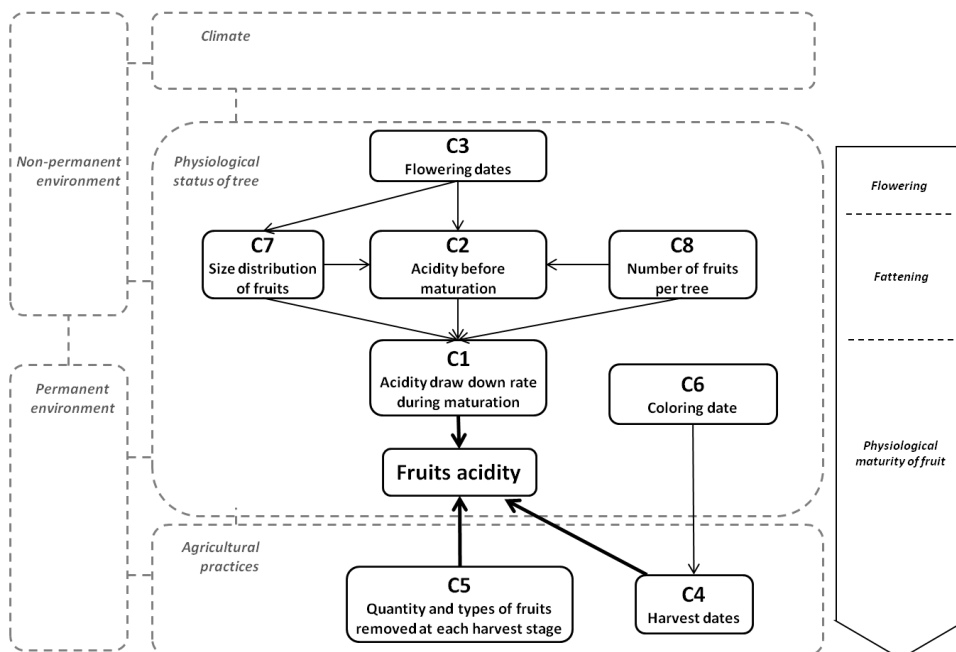 Climate
Non-permanent
environment
Physiological
status of tree
C3
Flowering dates
C7
Size distribution
of fruits
C2
Acidity before
maturation
C8
Number of fruits
per tree
C1
Acidity draw down rate
during maturation
C6
Coloring date
Fruits acidity
Permanent
environment
Agricultural
practices
C5
Quantity and types of fruits
removed at each harvest stage
C4
Harvest dates
Flowering
Fattening
Physiological
maturity of fruit